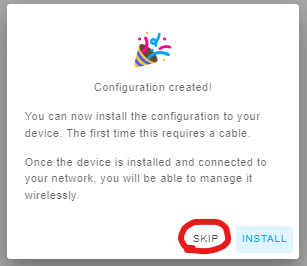 Configuration created!
You can now install the configuration to your
device. The first time this requires a cable.
Once the device is installed and connected to
your network, you will be able to manage it
wirelessly.
SKIP INSTALL